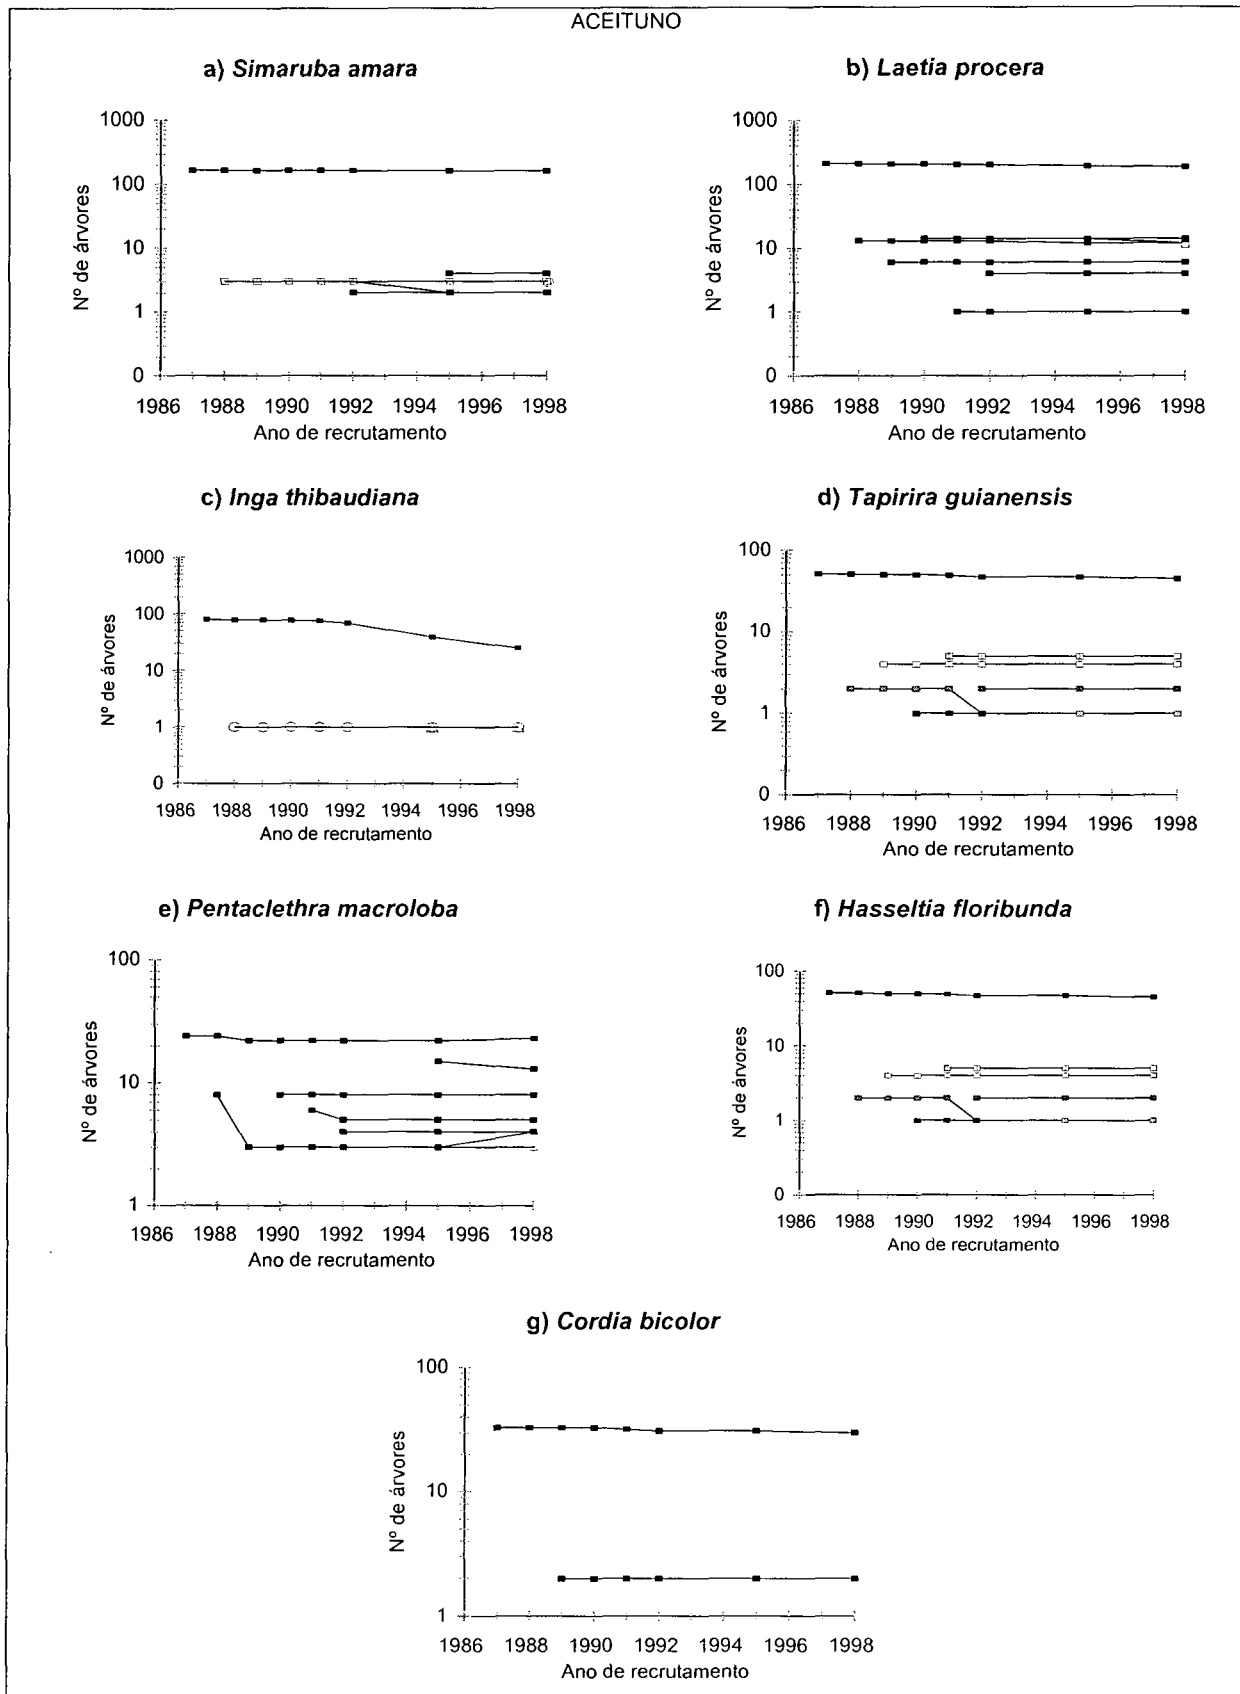 ACEITUNO
a) Simaruba amara
1000
100
10
1
0
Nº de árvores
1986 1988 1990 1992 1994 1996 1998
Ano de recrutamento
b) Laetia procera
1000
100
10
1
0
Nº de árvores
1986 1988 1990 1992 1994 1996 1998
Ano de recrutamento
c) Inga thibaudiana
1000
100
10
1
0
Nº de árvores
1986 1988 1990 1992 1994 1996 1998
Ano de recrutamento
d) Tapirira guianensis
100
10
1
0
Nº de árvores
1986 1988 1990 1992 1994 1996 1998
Ano de recrutamento
e) Pentaclethra macroloba
100
10
1
Nº de árvores
1986 1988 1990 1992 1994 1996 1998
Ano de recrutamento
f) Hasseltia floribunda
100
10
1
0
Nº de árvores
1986 1988 1990 1992 1994 1996 1998
Ano de recrutamento
g) Cordia bicolor
100
10
1
Nº de árvores
1986 1988 1990 1992 1994 1996 1998
Ano de recrutamento